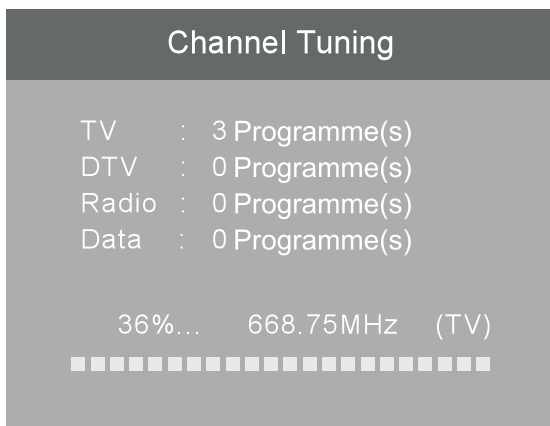 Channel Tuning
TV : 3 Programme(s)
DTV : 0 Programme(s)
Radio : 0 Programme(s)
Data : 0 Programme(s)
36%... 668.75MHz (TV)